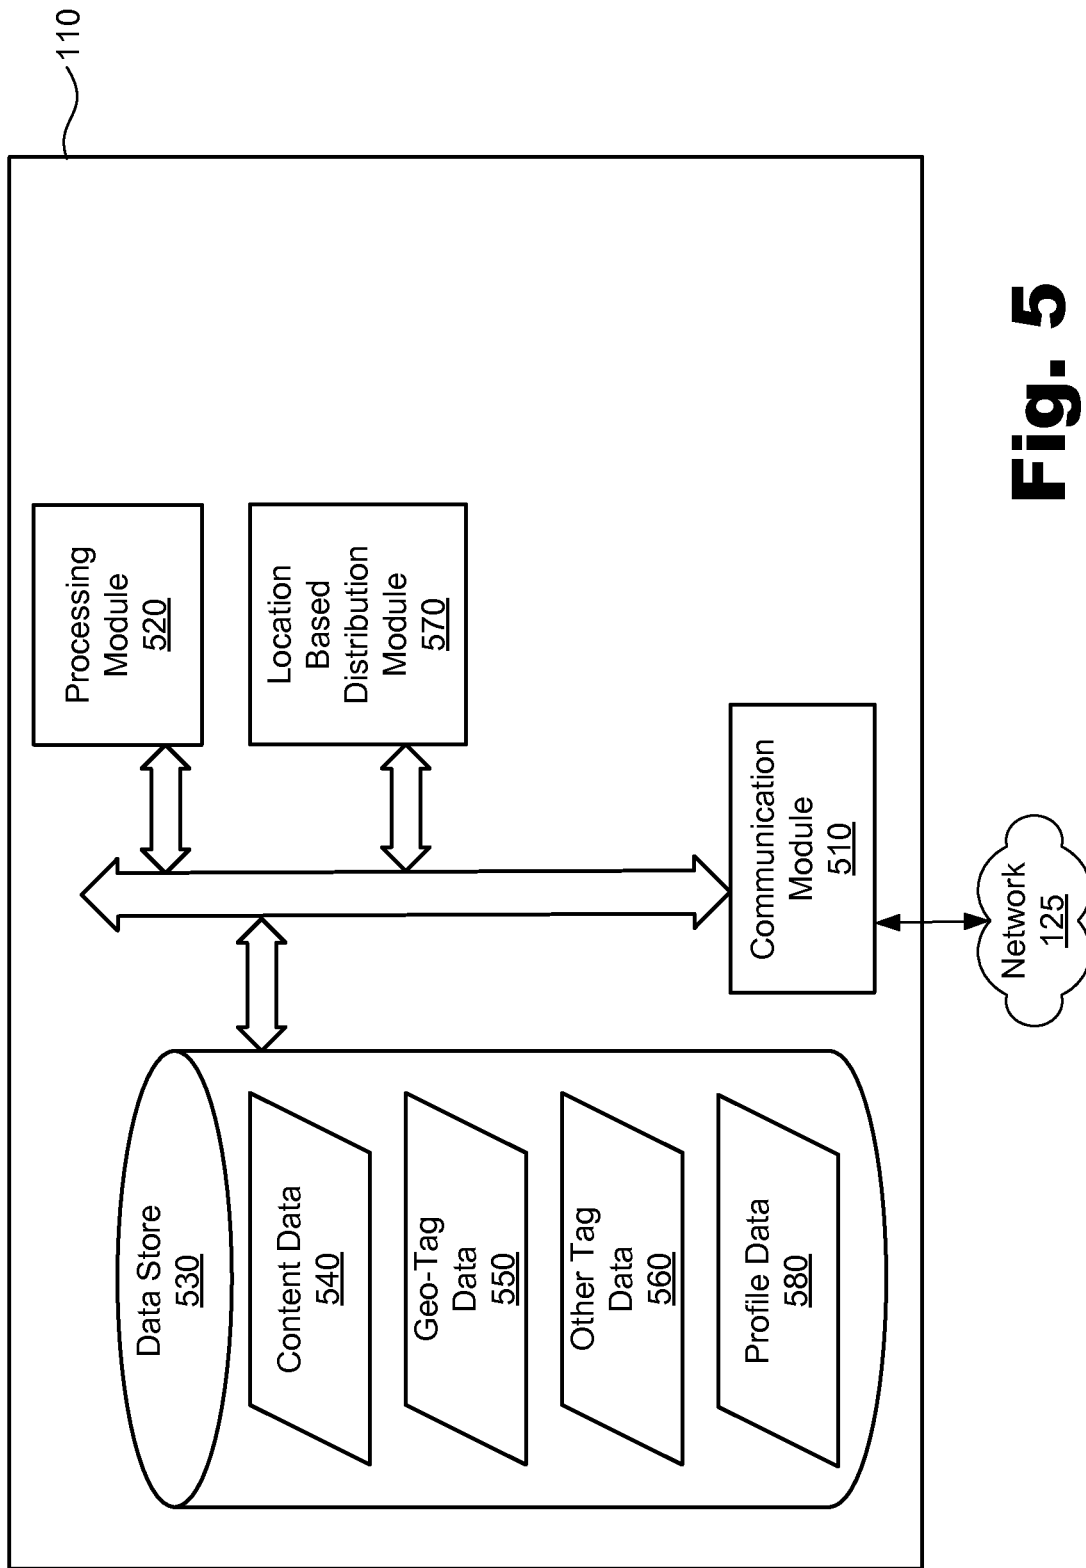 110
Data Store
530
Content Data
540
Geo-Tag
Data
550
Other Tag
Data
560
Profile Data
580
Processing
Module
520
Location
Based
Distribution
Module
570
Communication
Module
510
Network
125
Fig. 5